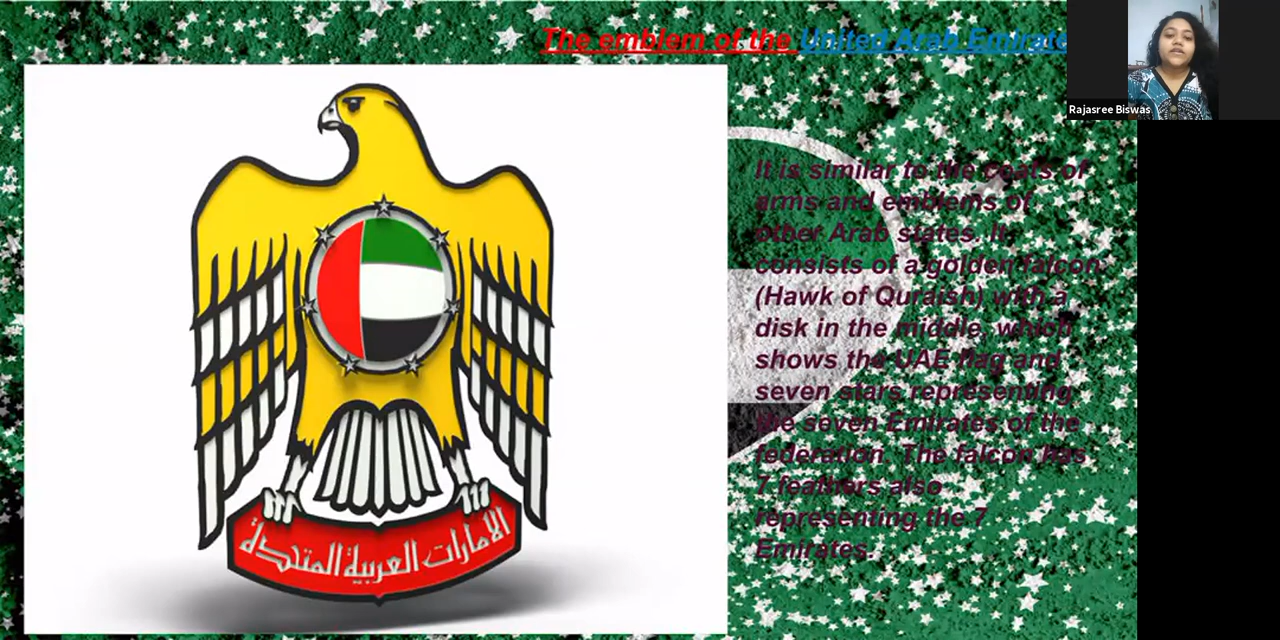 The emblem of the United Arab Emirate
Rajasree Biswas
It is similar to the coats of
arms and emblems of
other Arab states. It
consists of a golden falcon
(Hawk of Quraish) with a
disk in the middle, which
shows the UAE flag and
seven stars representing
the seven Emirates of the
federation. The falcon has
7 feathers also
representing the 7
Emirates.
الأمارات العربية المتحدة